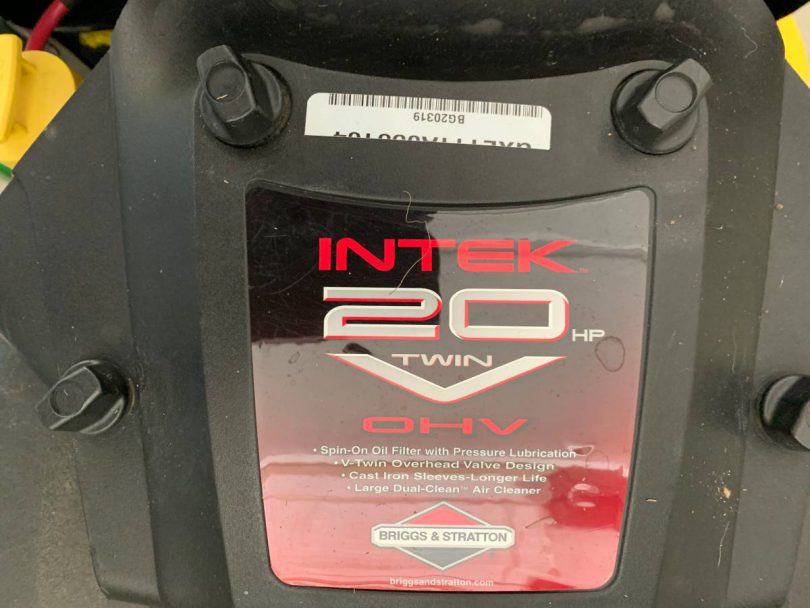 BG20319
INTEK™
20 HP
TWIN
OHV
• Spin-On Oil Filter with Pressure Lubrication
• V-Twin Overhead Valve Design
• Cast Iron Sleeves-Longer Life
• Large Dual-Clean™ Air Cleaner
BRIGGS & STRATTON
briggsandstratton.com